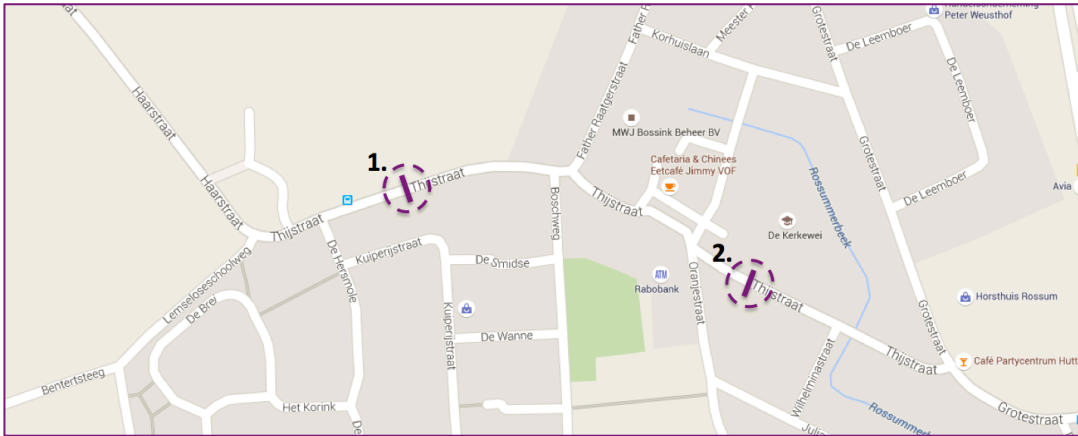 Handelsonderneming
Peter Weusthof
Haarstraat
Father Raatgerstraat
Korhuislaan
Grotestraat
De Leemboer
De Leemboer
MWJ Bossink Beheer BV
Grotestraat
1.
Thijstraat
Cafetaria & Chinees
Eetcafé Jimmy VOF
Rossummerbeek
Avia
Haarstraat
Boschweg
Thijstraat
De Leemboer
Thijstraat
De Kerkewei
Lemseloseschoolweg
De Hersmole
Kuiperijstraat
De Smidse
2.
ATM
Rabobank
Oranjestraat
Thijstraat
Horsthuis Rossum
Grotestraat
Kuiperijstraat
De Wanne
Thijstraat
Café Partycentrum Hutt
Bentertsteeg
Wilhelminastraat
Het Korink
Grotestraat
Rossummerbeek